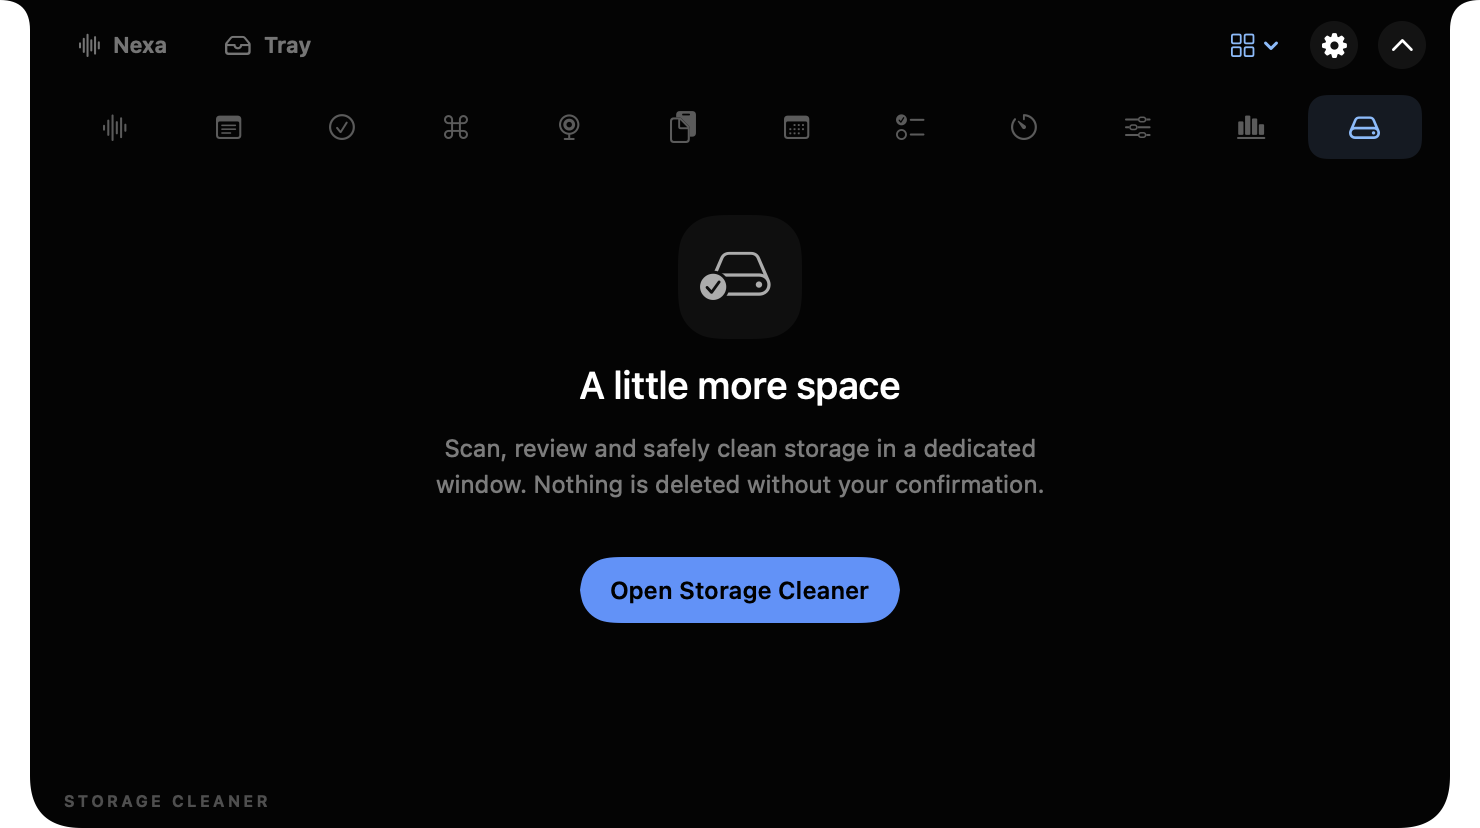 Nexa
Tray
A little more space
Scan, review and safely clean storage in a dedicated
window. Nothing is deleted without your confirmation.
Open Storage Cleaner
STORAGE CLEANER